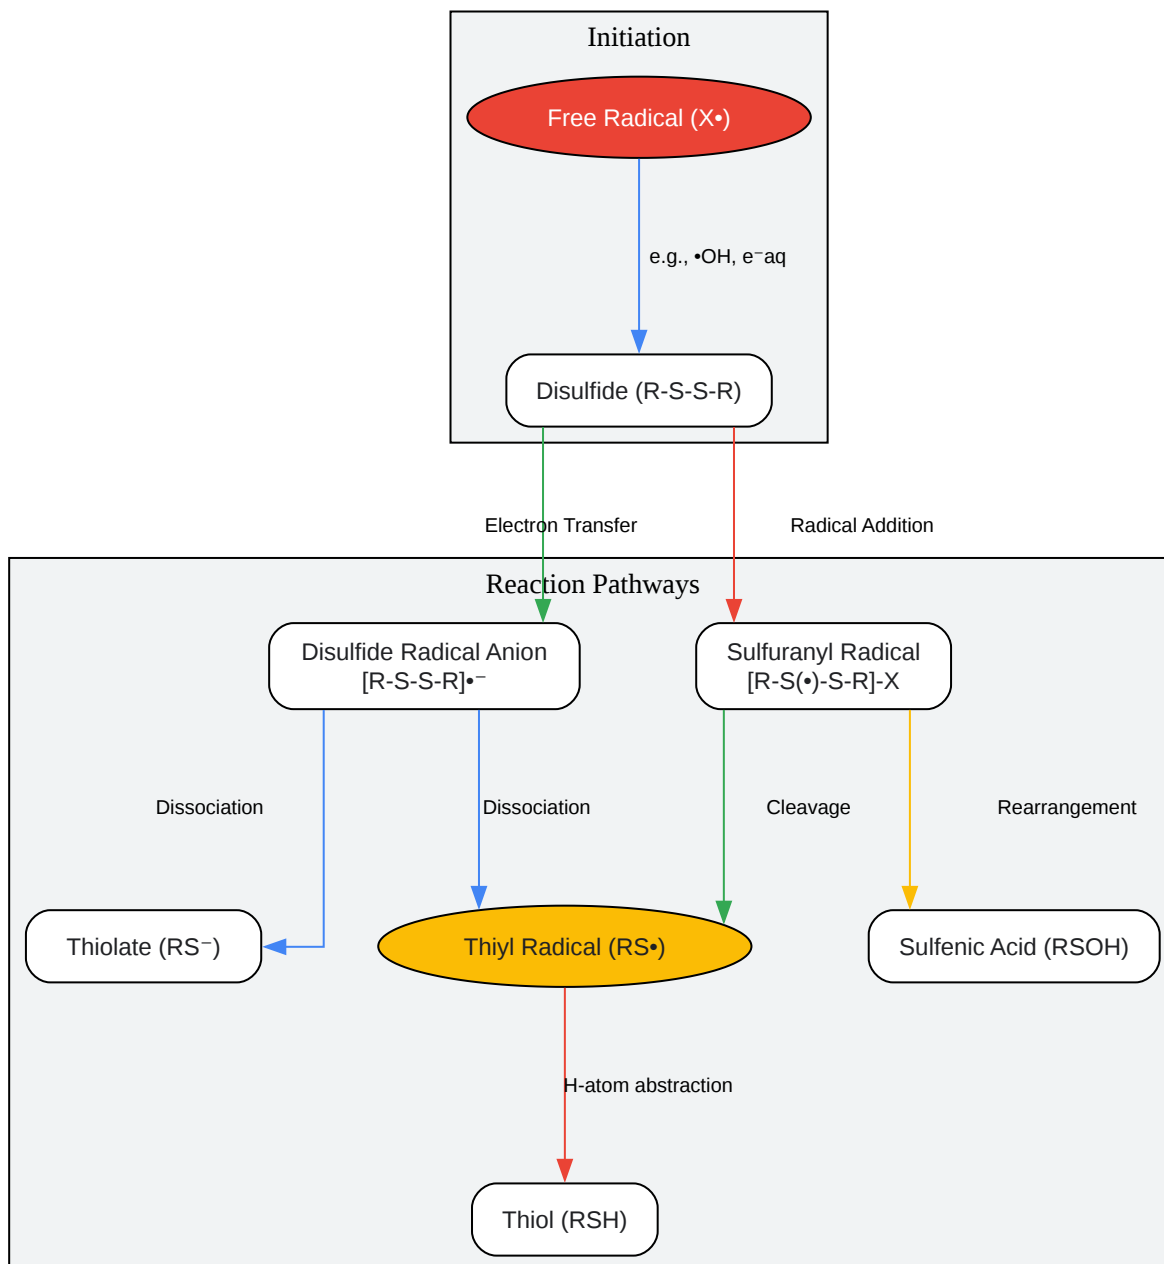 Initiation
Free Radical (X•)
e.g., •OH, e⁻aq
Disulfide (R-S-S-R)
Electron Transfer
Radical Addition
Reaction Pathways
Disulfide Radical Anion
[R-S-S-R]•⁻
Sulfuranyl Radical
[R-S(•)-S-R]-X
Dissociation
Dissociation
Cleavage
Rearrangement
Thiolate (RS⁻)
Thiyl Radical (RS•)
Sulfenic Acid (RSOH)
H-atom abstraction
Thiol (RSH)